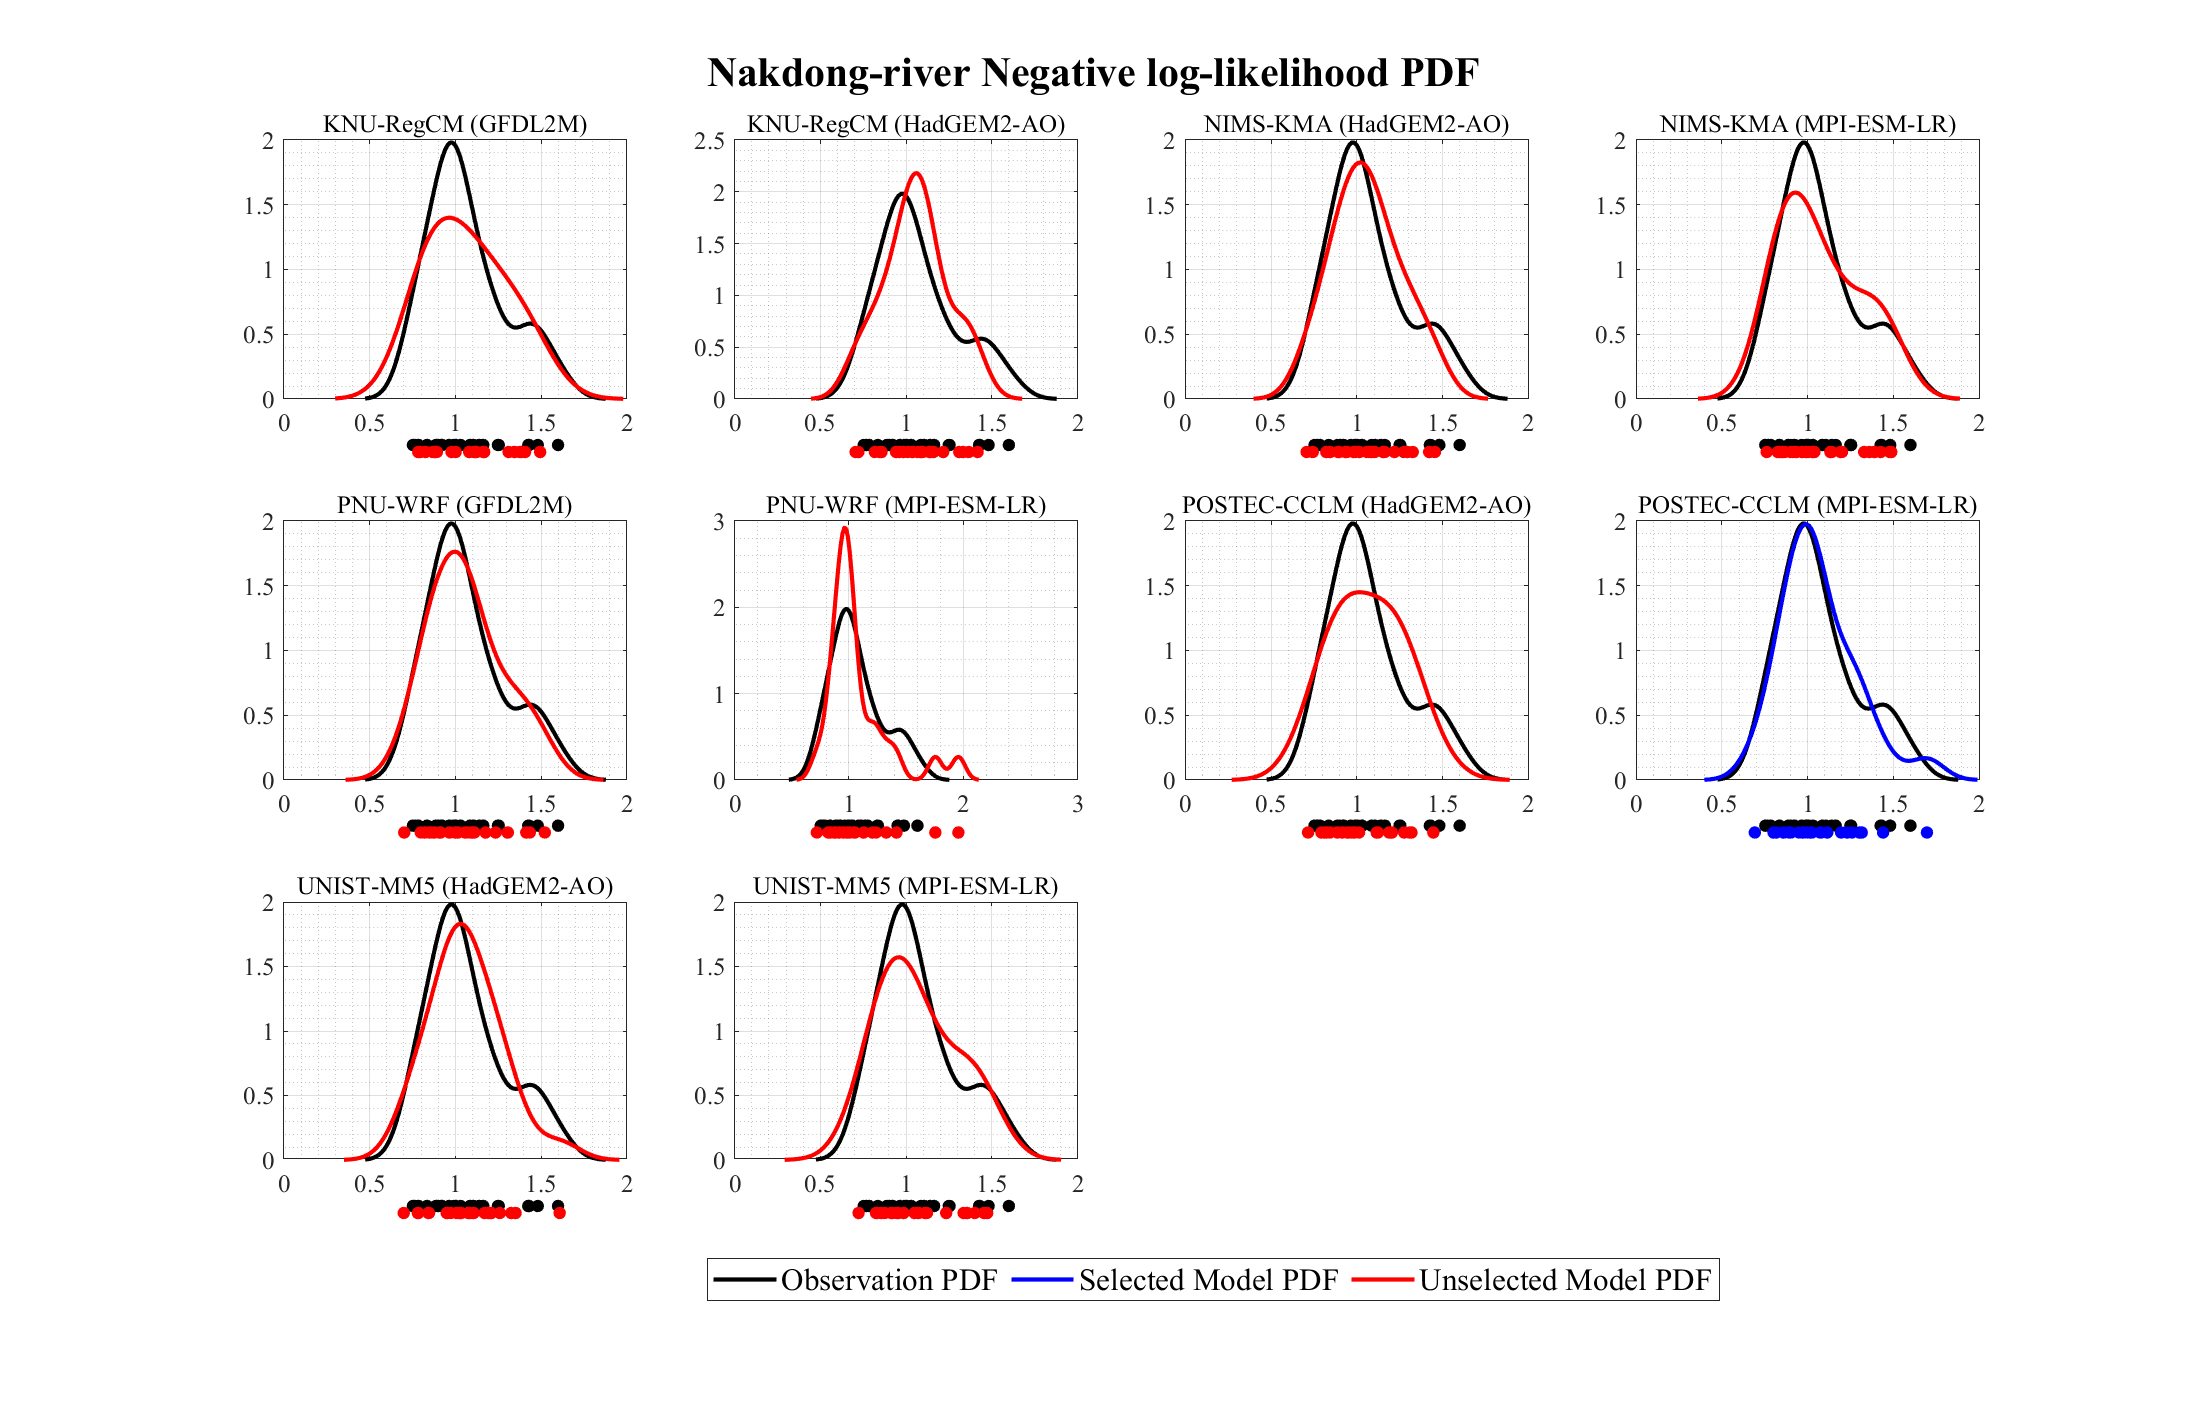 Nakdong-river Negative log-likelihood PDF
KNU-RegCM (GFDL2M)
2
1.5
1
0.5
0
0 0.5 1 1.5 2
KNU-RegCM (HadGEM2-AO)
2.5
2
1.5
1
0.5
0
0 0.5 1 1.5 2
NIMS-KMA (HadGEM2-AO)
2
1.5
1
0.5
0
0 0.5 1 1.5 2
NIMS-KMA (MPI-ESM-LR)
2
1.5
1
0.5
0
0 0.5 1 1.5 2
PNU-WRF (GFDL2M)
2
1.5
1
0.5
0
0 0.5 1 1.5 2
PNU-WRF (MPI-ESM-LR)
3
2
1
0
0 1 2 3
POSTEC-CCLM (HadGEM2-AO)
2
1.5
1
0.5
0
0 0.5 1 1.5 2
POSTEC-CCLM (MPI-ESM-LR)
2
1.5
1
0.5
0
0 0.5 1 1.5 2
UNIST-MM5 (HadGEM2-AO)
2
1.5
1
0.5
0
0 0.5 1 1.5 2
UNIST-MM5 (MPI-ESM-LR)
2
1.5
1
0.5
0
0 0.5 1 1.5 2
Observation PDF Selected Model PDF Unselected Model PDF